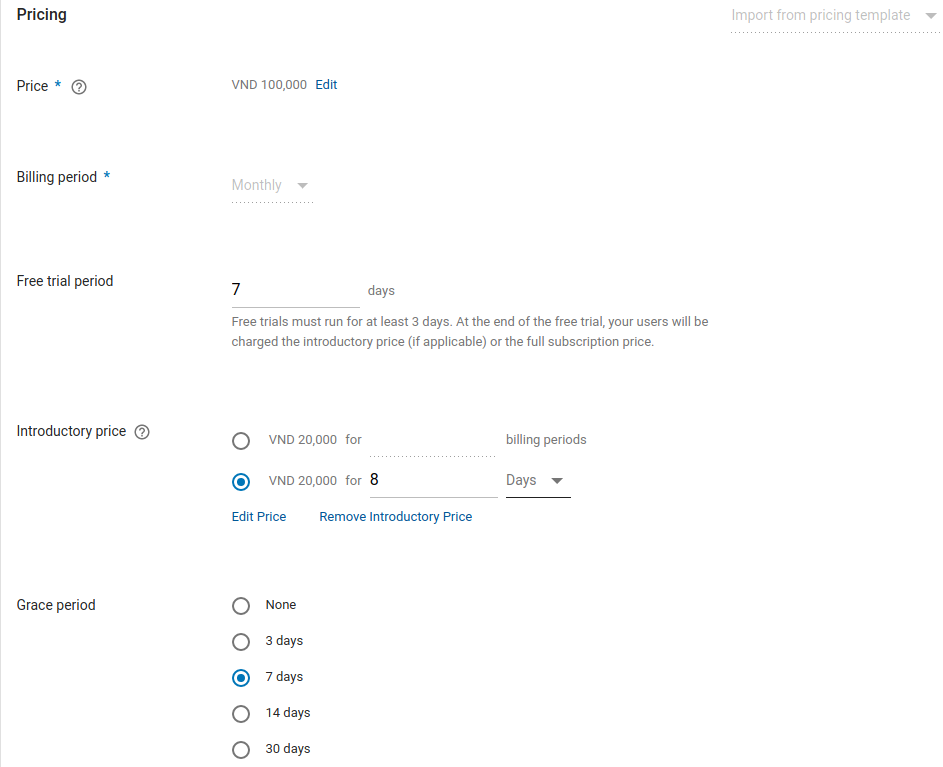 Pricing
Import from pricing template
Price *
VND 100,000 Edit
Billing period *
Monthly
Free trial period
7 days
Free trials must run for at least 3 days. At the end of the free trial, your users will be
charged the introductory price (if applicable) or the full subscription price.
Introductory price
VND 20,000 for billing periods
VND 20,000 for 8 Days
Edit Price Remove Introductory Price
Grace period
None
3 days
7 days
14 days
30 days